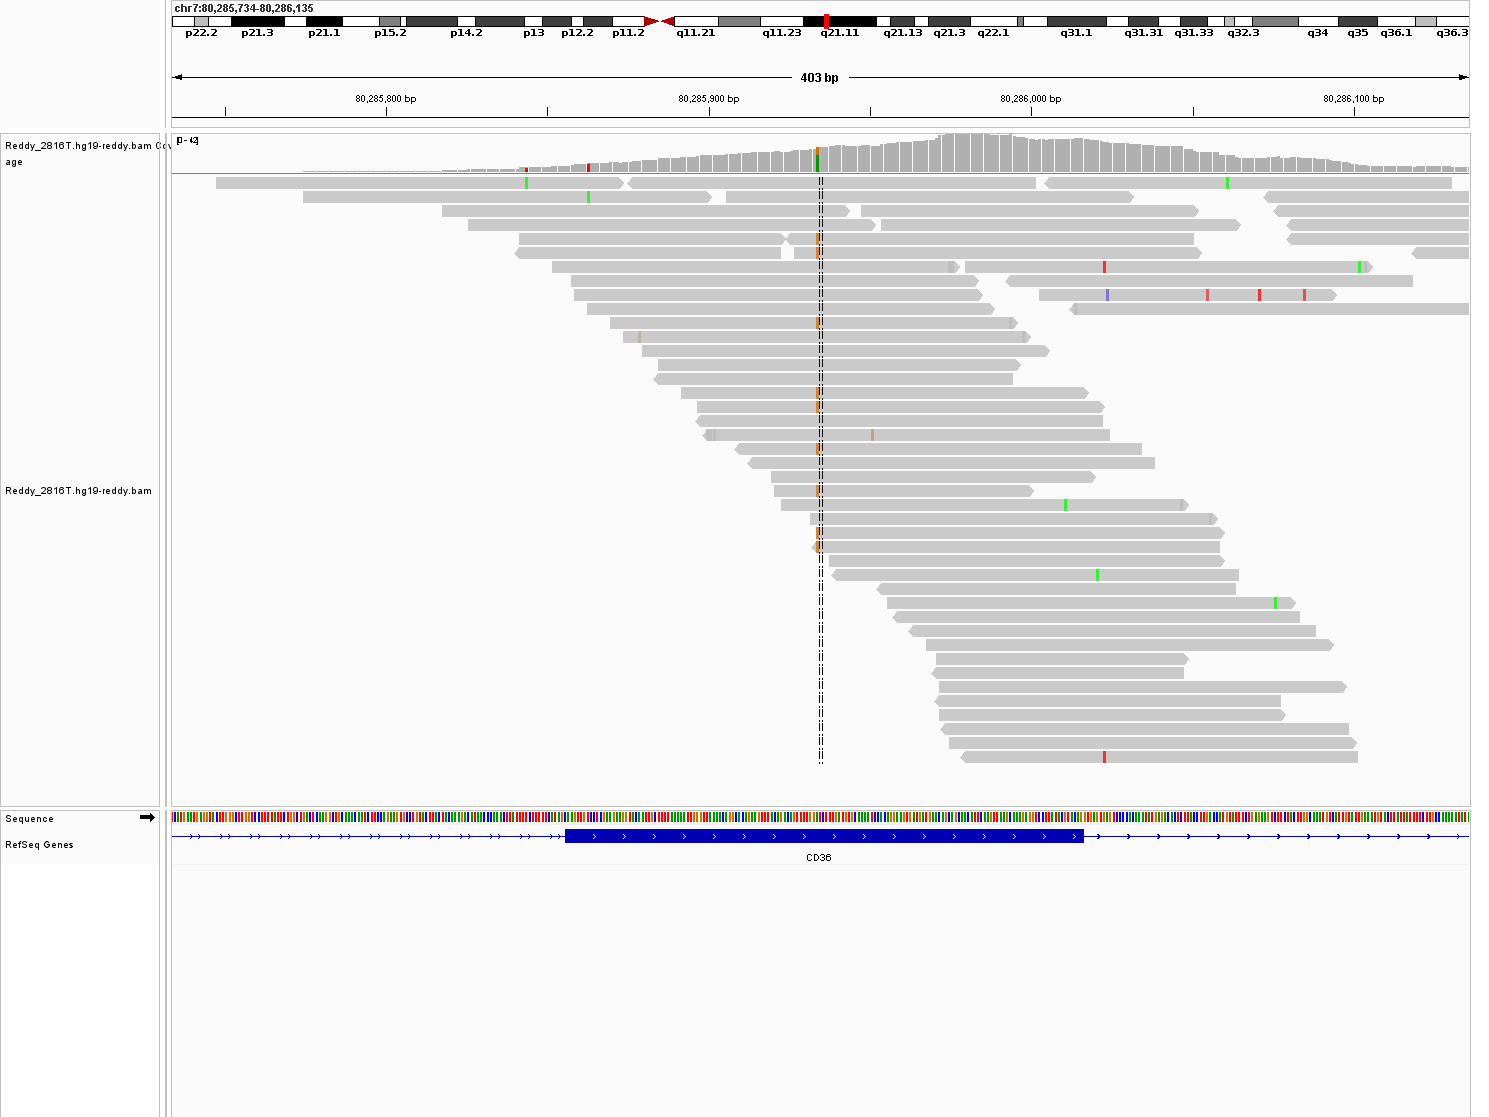 chr7:80,285,734-80,286,135
p22.2 p21.3 p21.1 p15.2 p14.2 p13 p12.2 p11.2 q11.21 q11.23 q21.11 q21.13 q21.3 q22.1 q31.1 q31.31 q31.33 q32.3 q34 q35 q36.1 q36.3
403 bp
80,285,800 bp 80,285,900 bp 80,286,000 bp 80,286,100 bp
Reddy_2816T.hg19-reddy.bam Cov
age
[0 - 42]
Reddy_2816T.hg19-reddy.bam
Sequence
RefSeq Genes
CD36